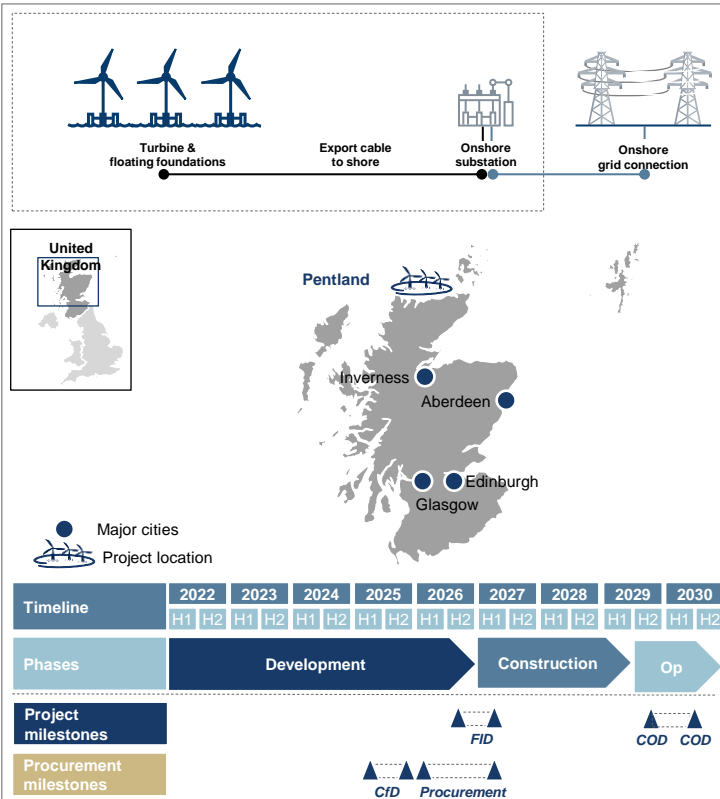 Turbine &
floating foundations
Export cable
to shore
Onshore
substation
Onshore
grid connection
United
Kingdom
Pentland
Inverness
Aberdeen
Edinburgh
Glasgow
Major cities
Project location
Timeline
2022 2023 2024 2025 2026 2027 2028 2029 2030
H1 H2 H1 H2 H1 H2 H1 H2 H1 H2 H1 H2 H1 H2 H1 H2 H1 H2
Phases
Development
Construction
Op
Project
milestones
FID
COD COD
Procurement
milestones
CfD Procurement